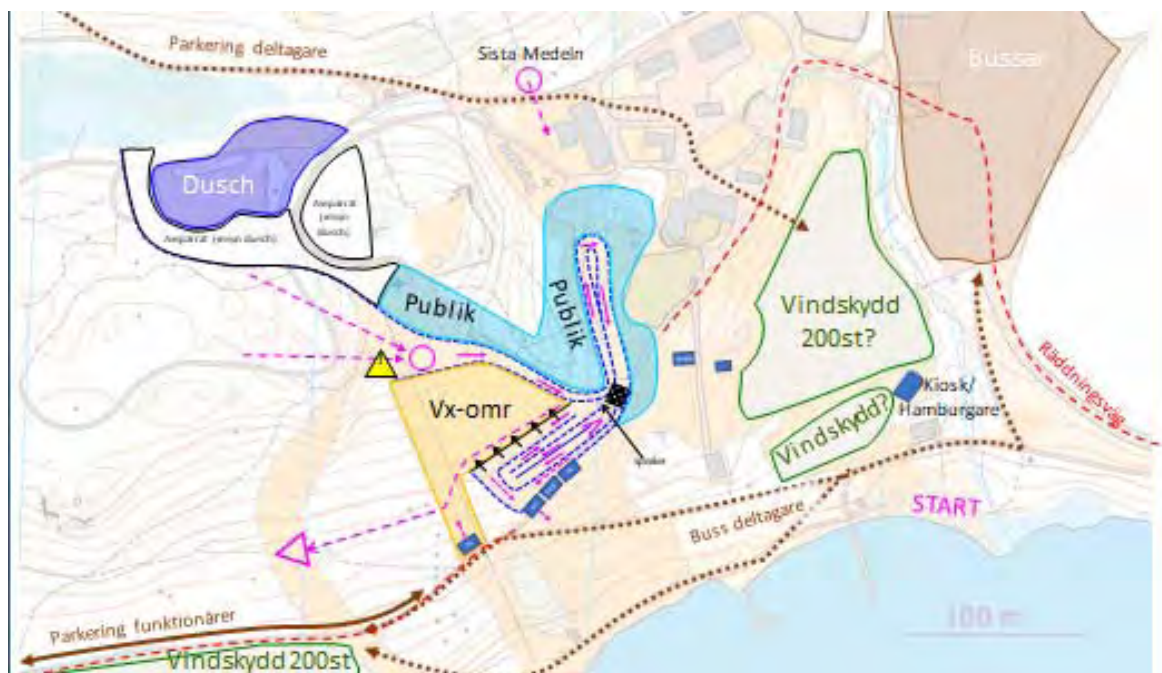 Parkering deltagare
Sista Medeln
Bussar
Dusch
Publik
Publik
Vindskydd
200st?
Vx-omr
Kiosk/
Hamburgare
Vindskydd?
Räddningsväg
START
Buss deltagare
100 m
Parkering funktionärer
Vindskydd 200st